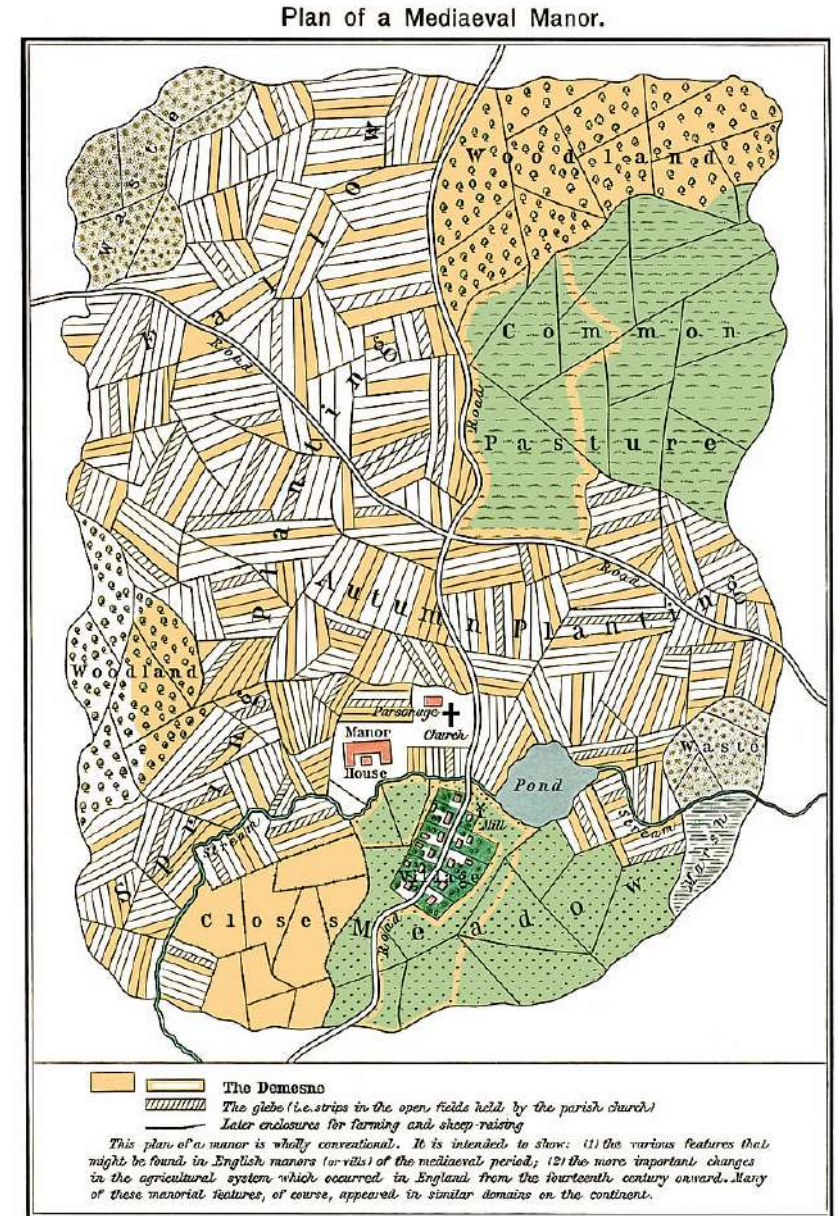 Plan of a Mediaeval Manor.
Waste
Woodland
Fallow
Common
Road
Spring Plantings
Road
Pasture
Road
Autumn Plantings
Woodland
Parsonage
Church
Manor
House
Waste
Pond
Stream
Mill
Stream
Marsh
Village
Closes
Meadow
Road
The Demesne
The glebe (i.e. strips in the open fields held by the parish church)
Later enclosures for farming and sheep-raising
This plan of a manor is wholly conventional. It is intended to show: (1) the various features that
might be found in English manors (or vills) of the mediaeval period; (2) the more important changes
in the agricultural system which occurred in England from the fourteenth century onward. Many
of these manorial features, of course, appeared in similar domains on the continent.